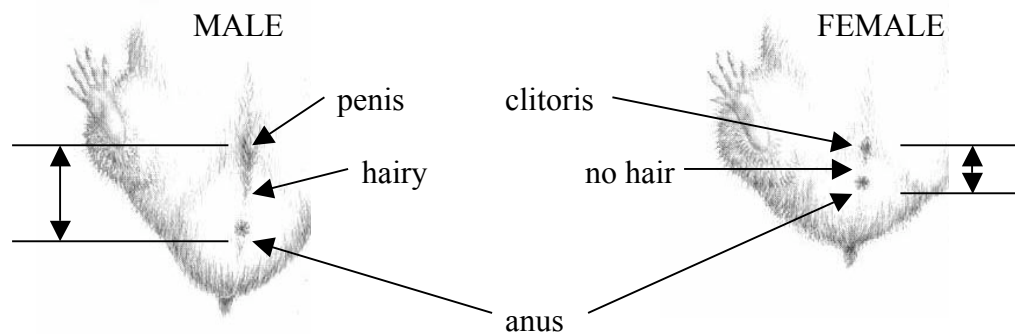 MALE
FEMALE
penis
clitoris
hairy
no hair
anus